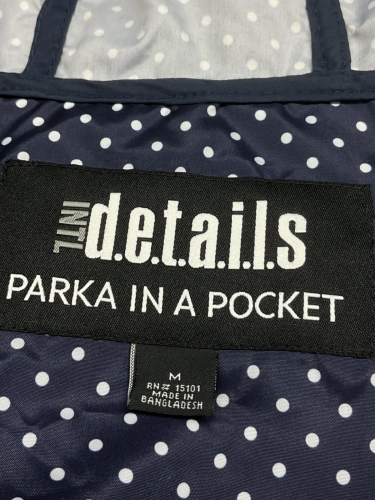 INTL d.e.t.a.i.l.s
PARKA IN A POCKET
M
RN# 15101
MADE IN
BANGLADESH